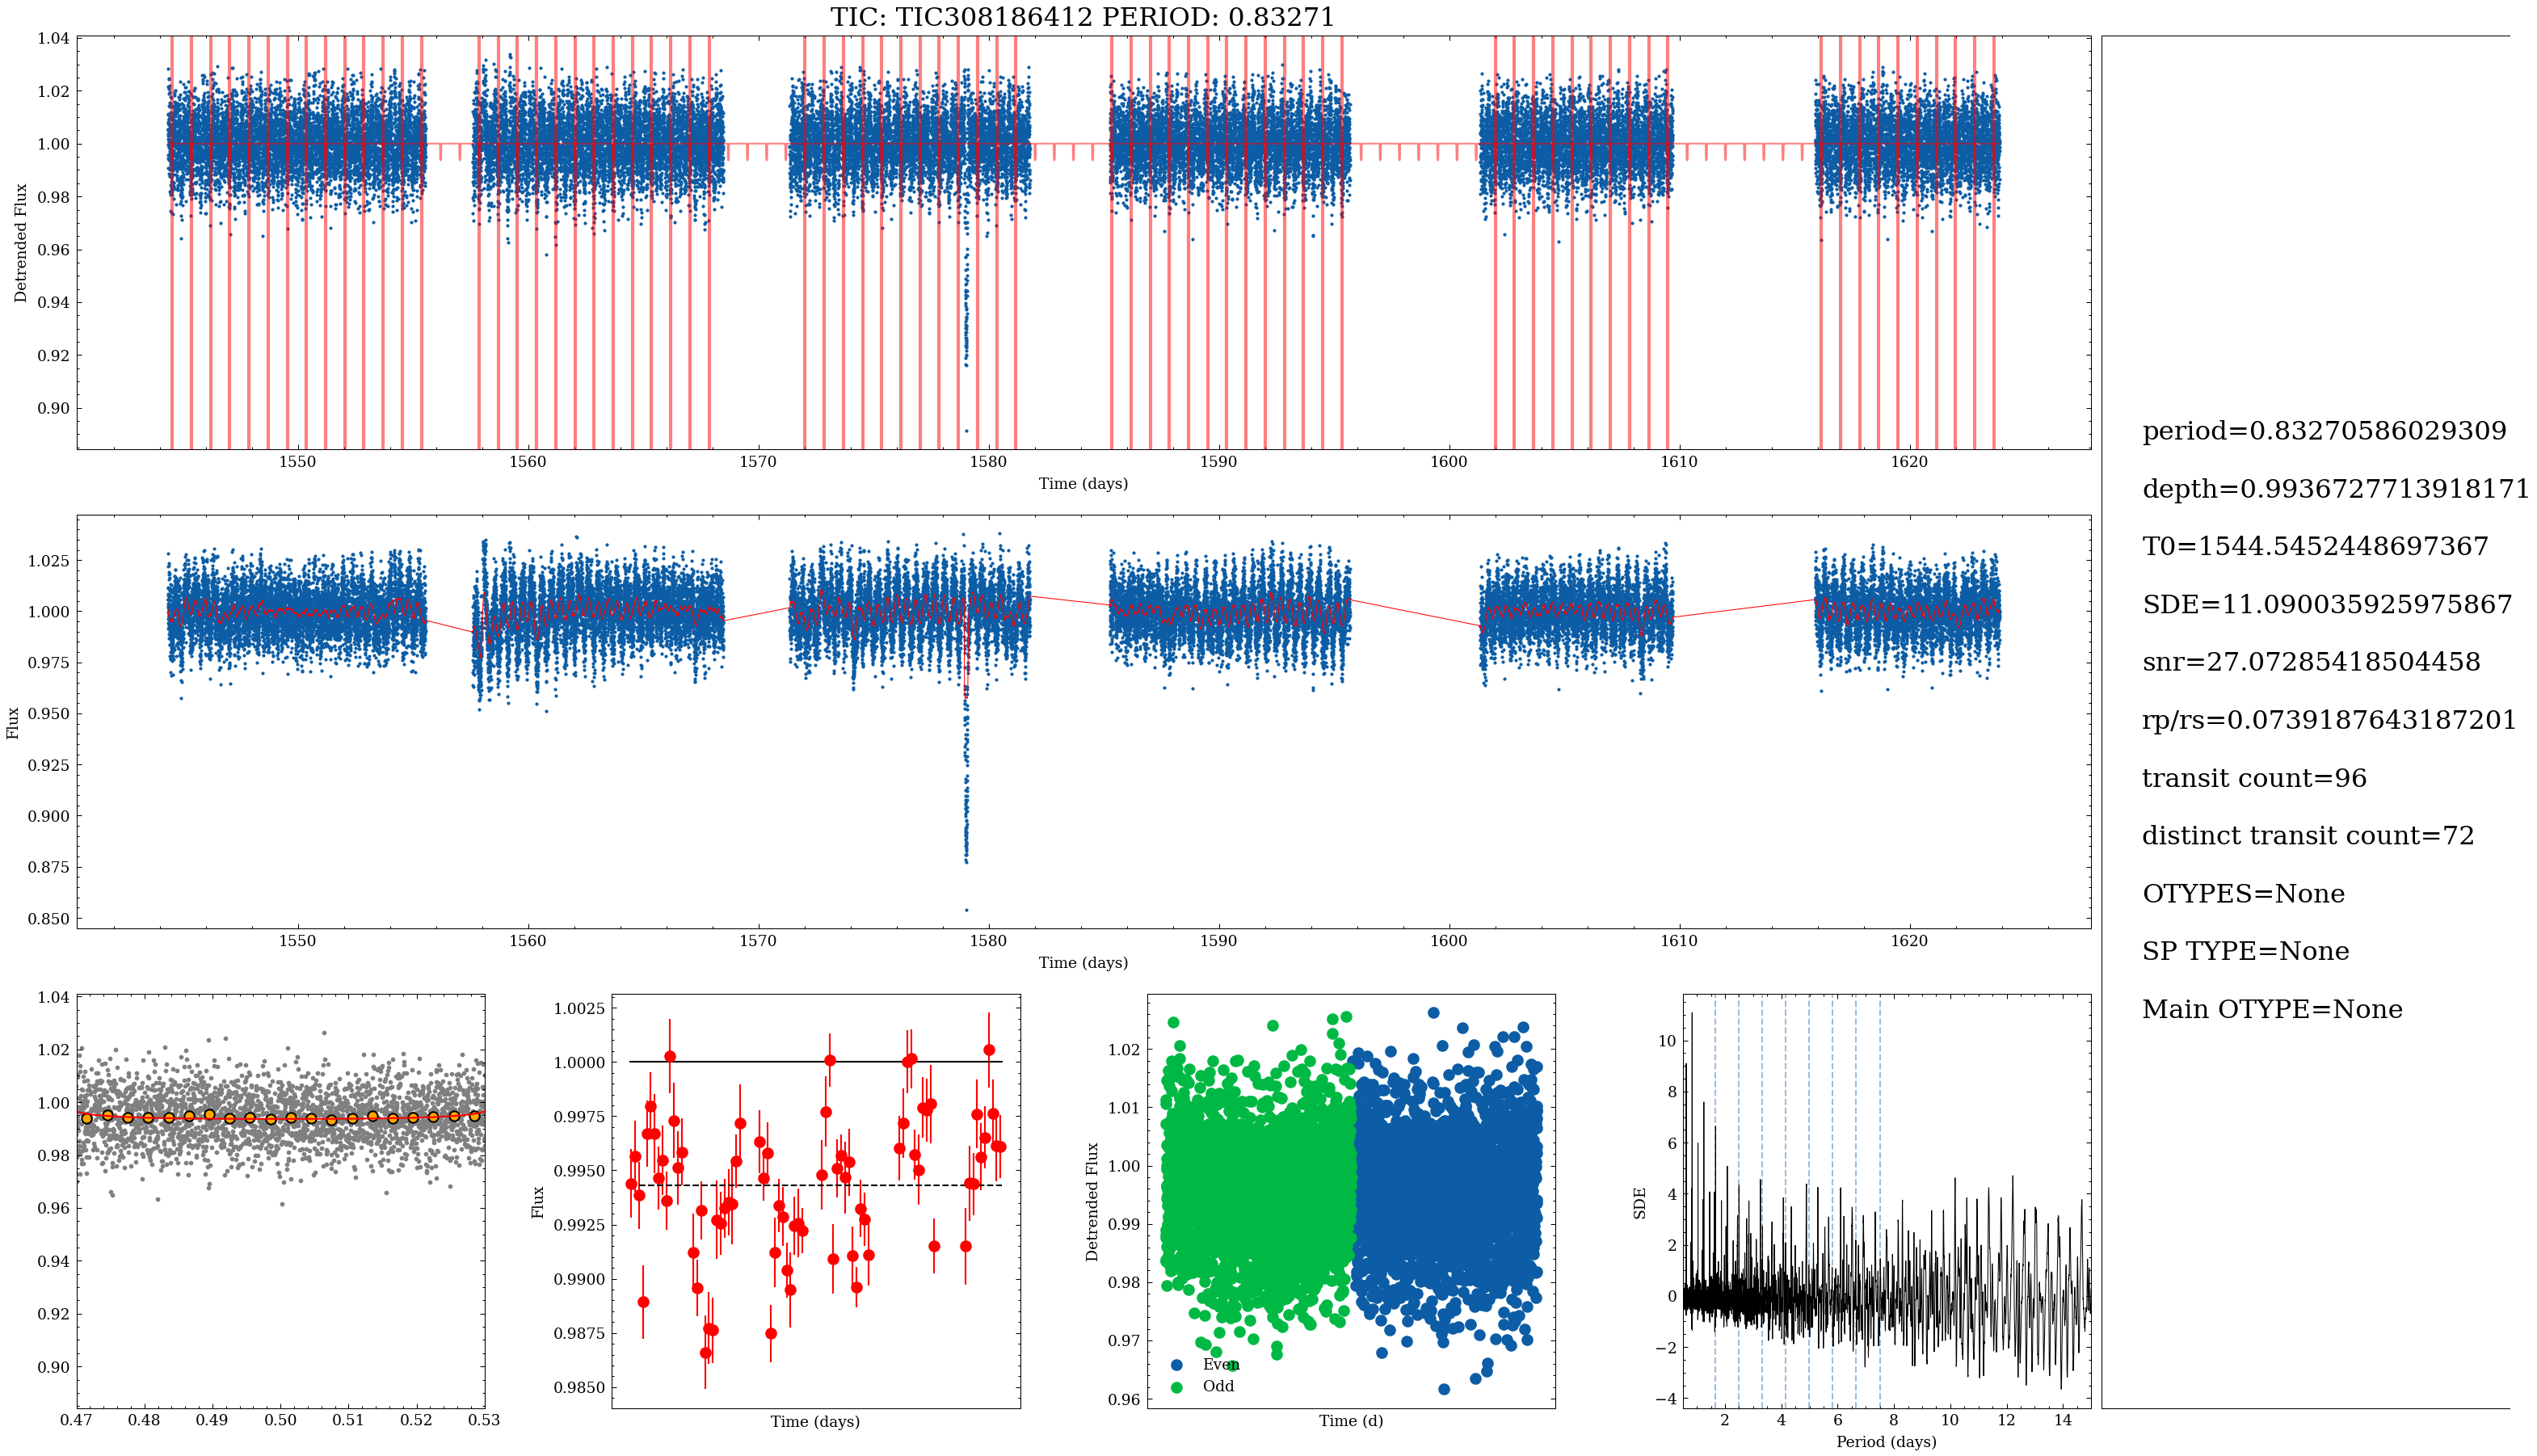 TIC: TIC308186412 PERIOD: 0.83271
1.04
1.02
1.00
0.98
0.96
0.94
0.92
0.90
Detrended Flux
1550 1560 1570 1580 1590 1600 1610 1620
Time (days)
1.025
1.000
0.975
0.950
0.925
0.900
0.875
0.850
Flux
1550 1560 1570 1580 1590 1600 1610 1620
Time (days)
period=0.83270586029309
depth=0.9936727713918171
T0=1544.5452448697367
SDE=11.090035925975867
snr=27.07285418504458
rp/rs=0.0739187643187201
transit count=96
distinct transit count=72
OTYPES=None
SP TYPE=None
Main OTYPE=None
1.04
1.02
1.00
0.98
0.96
0.94
0.92
0.90
0.47 0.48 0.49 0.50 0.51 0.52 0.53
1.0025
1.0000
0.9975
0.9950
0.9925
0.9900
0.9875
0.9850
Flux
Time (days)
1.02
1.01
1.00
0.99
0.98
0.97
0.96
Detrended Flux
Even
Odd
Time (d)
10
8
6
4
2
0
−2
−4
SDE
2 4 6 8 10 12 14
Period (days)